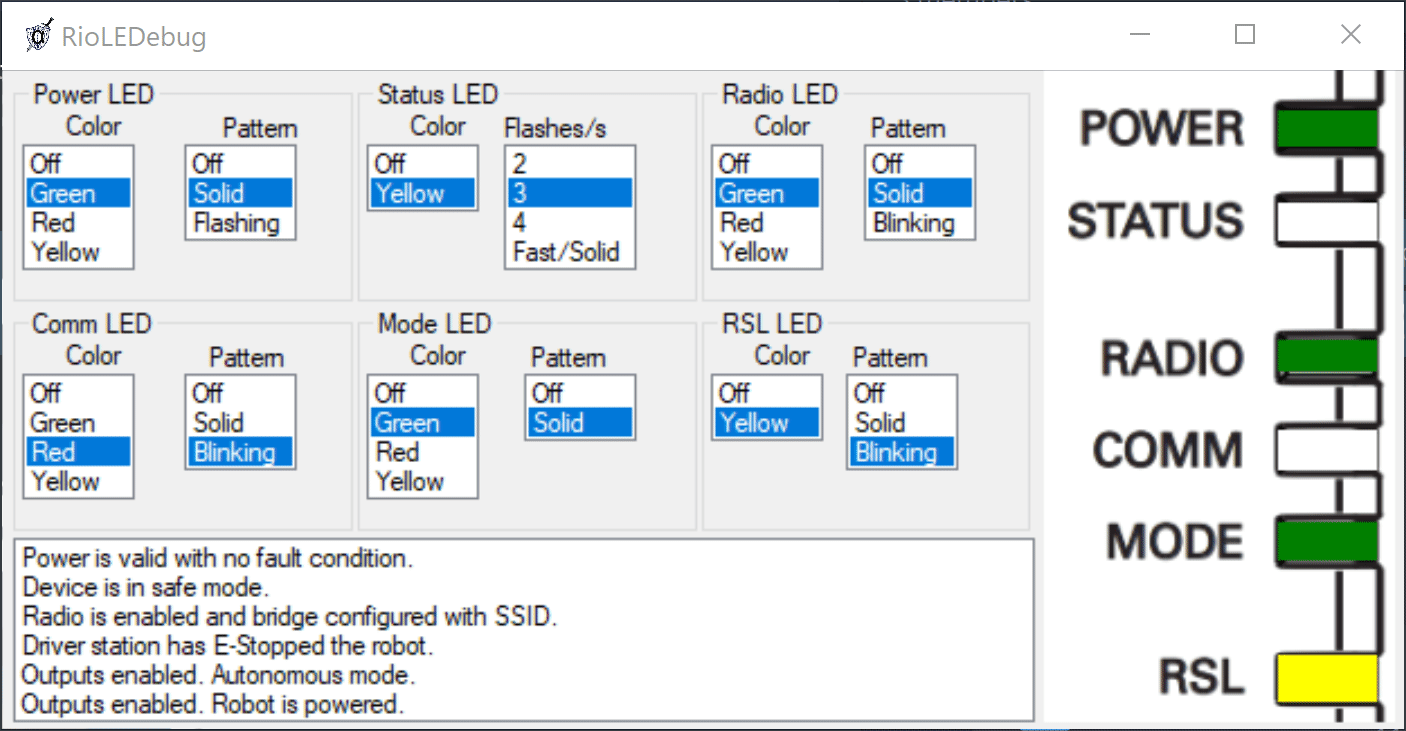 RioLEDebug
Power LED
Color
Pattern
Off
Green
Red
Yellow
Off
Solid
Flashing
Status LED
Color
Flashes/s
Off
Yellow
2
3
4
Fast/Solid
Radio LED
Color
Pattern
Off
Green
Red
Yellow
Off
Solid
Blinking
Comm LED
Color
Pattern
Off
Green
Red
Yellow
Off
Solid
Blinking
Mode LED
Color
Pattern
Off
Green
Red
Yellow
Off
Solid
RSL LED
Color
Pattern
Off
Yellow
Off
Solid
Blinking
Power is valid with no fault condition.
Device is in safe mode.
Radio is enabled and bridge configured with SSID.
Driver station has E-Stopped the robot.
Outputs enabled. Autonomous mode.
Outputs enabled. Robot is powered.
POWER
STATUS
RADIO
COMM
MODE
RSL